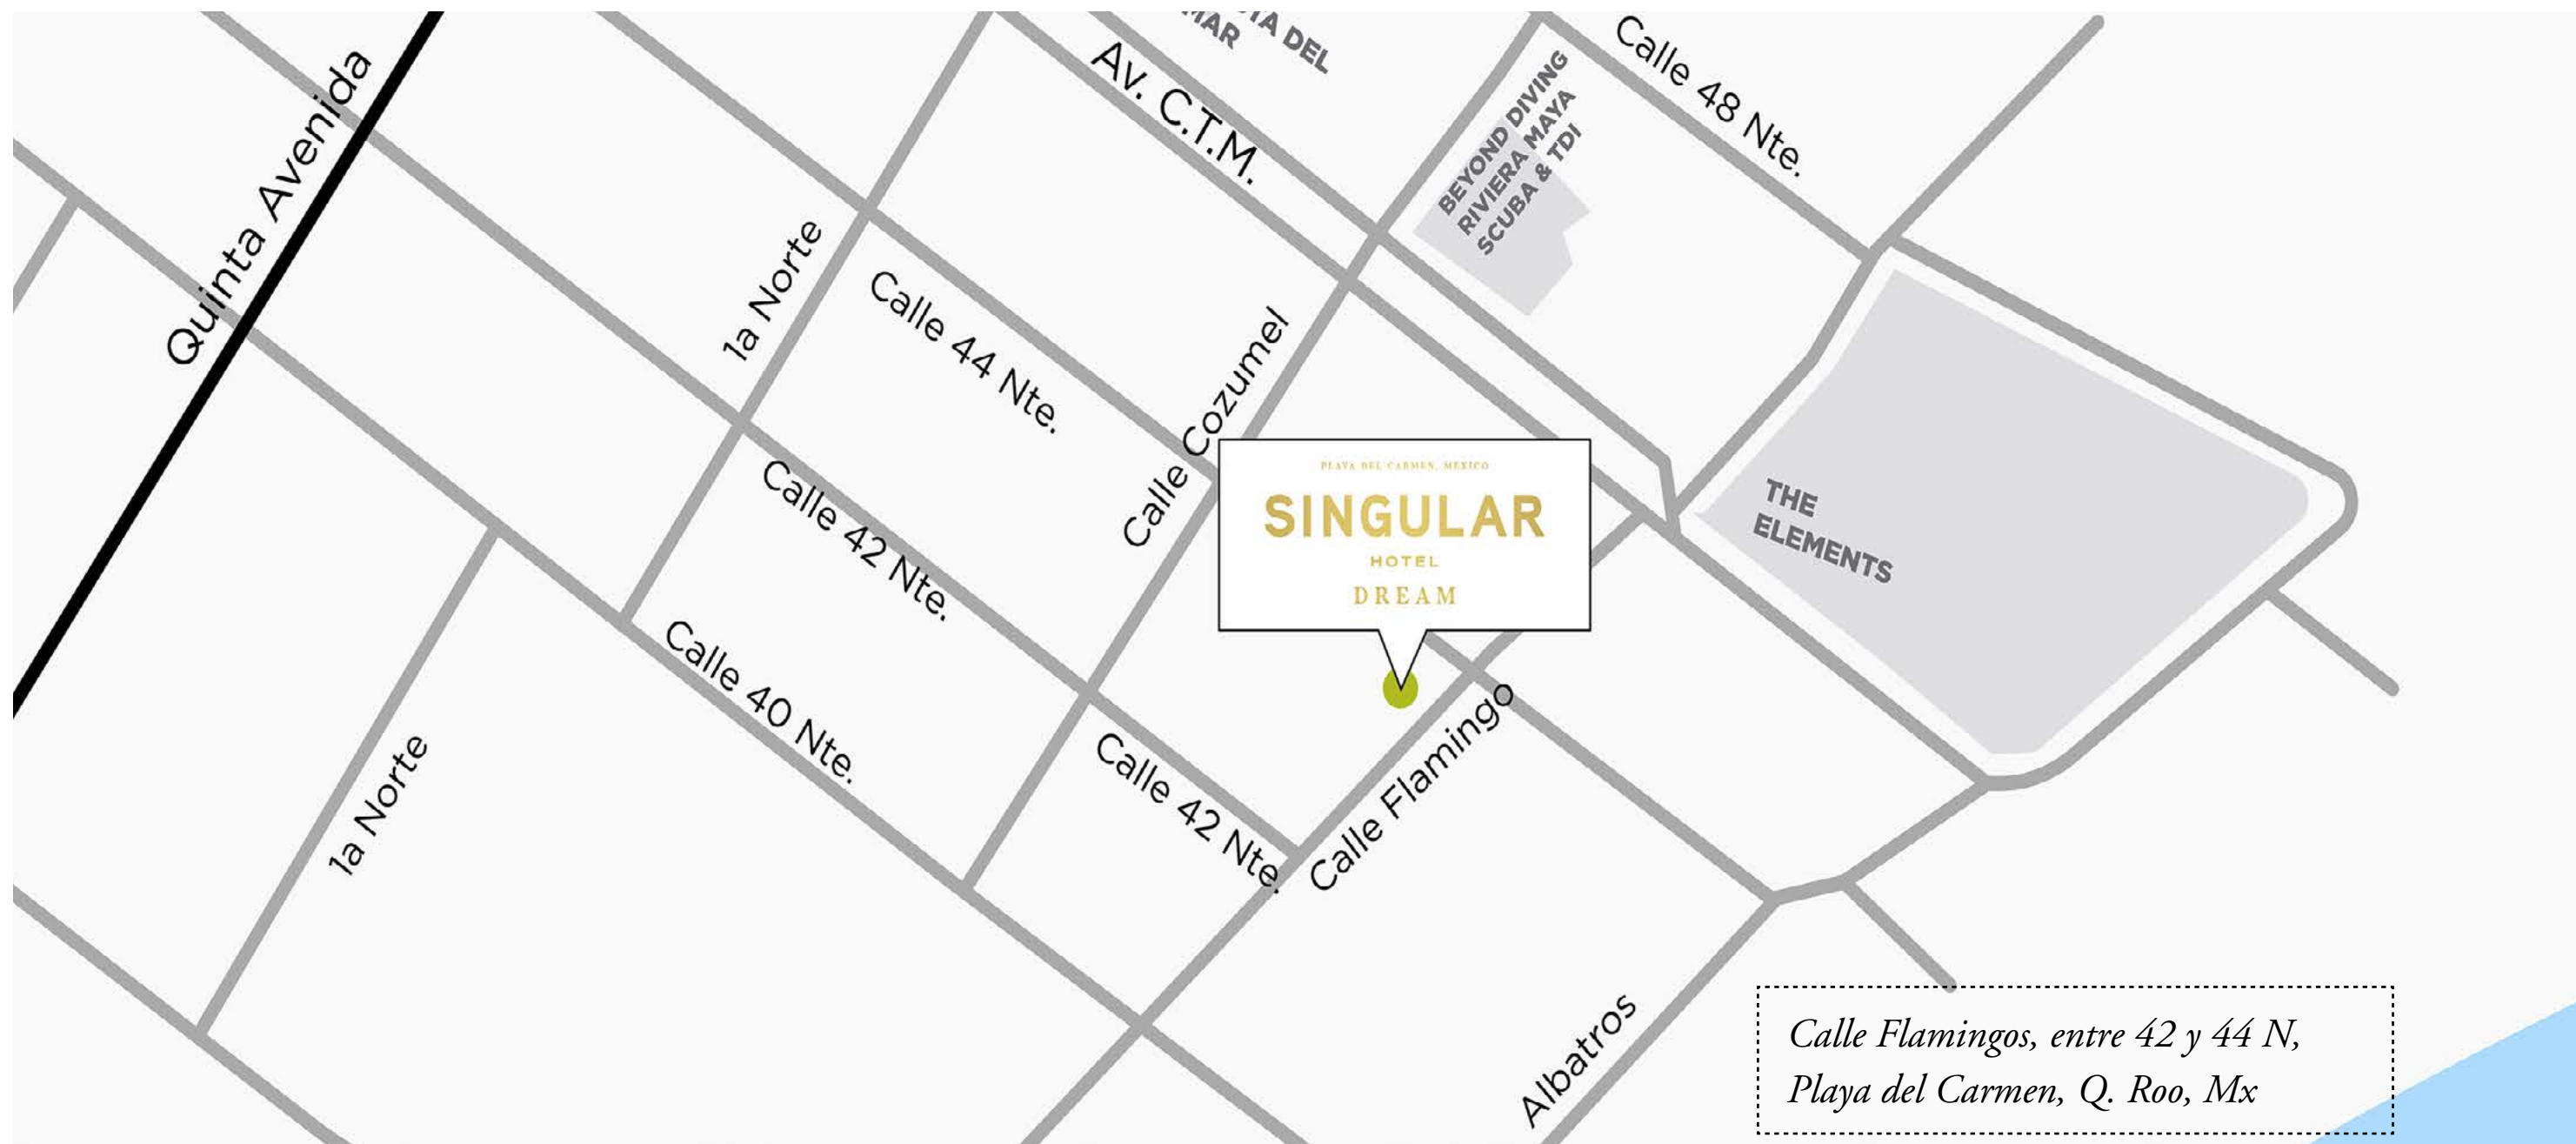 DEL
MAR
Calle 48 Nte.
Quinta Avenida
Av. C.T.M.
BEYOND DIVING
RIVIERA MAYA
SCUBA & TDI
1a Norte
Calle 44 Nte.
Calle Cozumel
PLAYA DEL CARMEN, MEXICO
SINGULAR
HOTEL
DREAM
Calle 42 Nte.
THE
ELEMENTS
Calle 40 Nte.
Calle Flamingo
1a Norte
Calle 42 Nte.
Albatros
Calle Flamingos, entre 42 y 44 N,
Playa del Carmen, Q. Roo, Mx